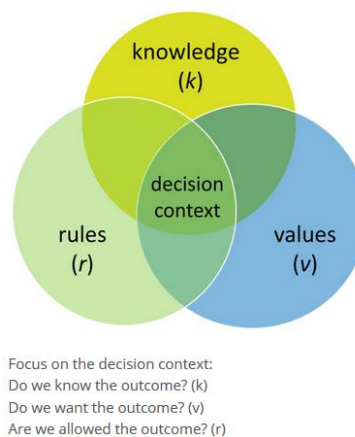 knowledge
(k)
decision
context
rules
(r)
values
(v)
Focus on the decision context:
Do we know the outcome? (k)
Do we want the outcome? (v)
Are we allowed the outcome? (r)